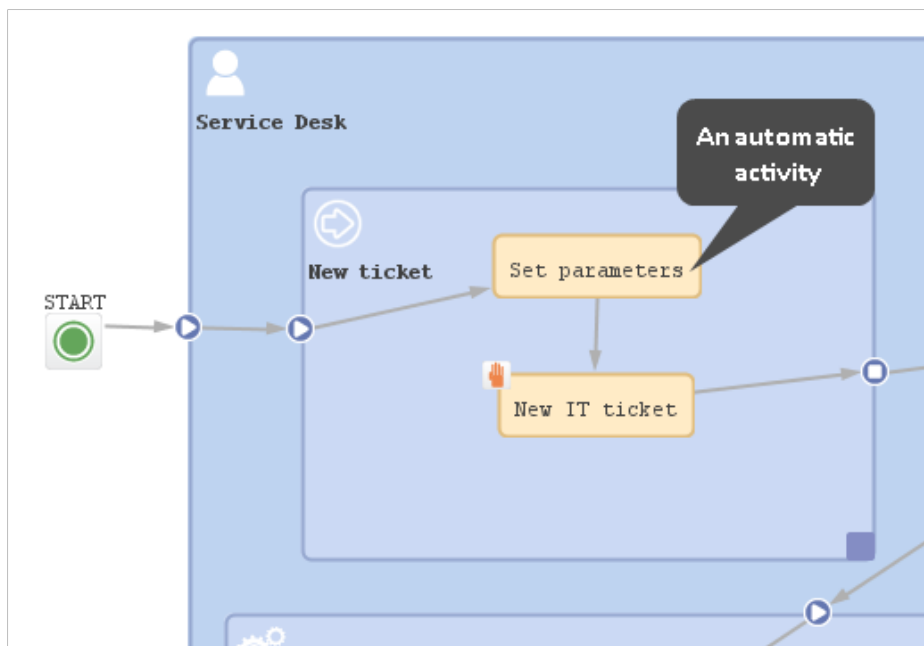 Service Desk
An automatic
activity
New ticket
Set parameters
START
New IT ticket